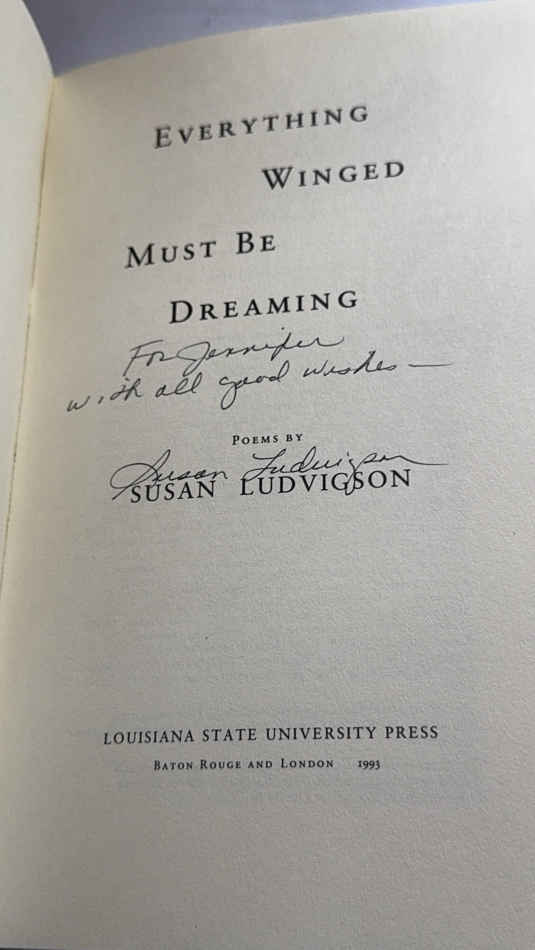 EVERYTHING
WINGED
MUST BE
DREAMING
For Jennifer
with all good wishes—
POEMS BY
Susan Ludvigson
SUSAN LUDVIGSON
LOUISIANA STATE UNIVERSITY PRESS
BATON ROUGE AND LONDON 1993